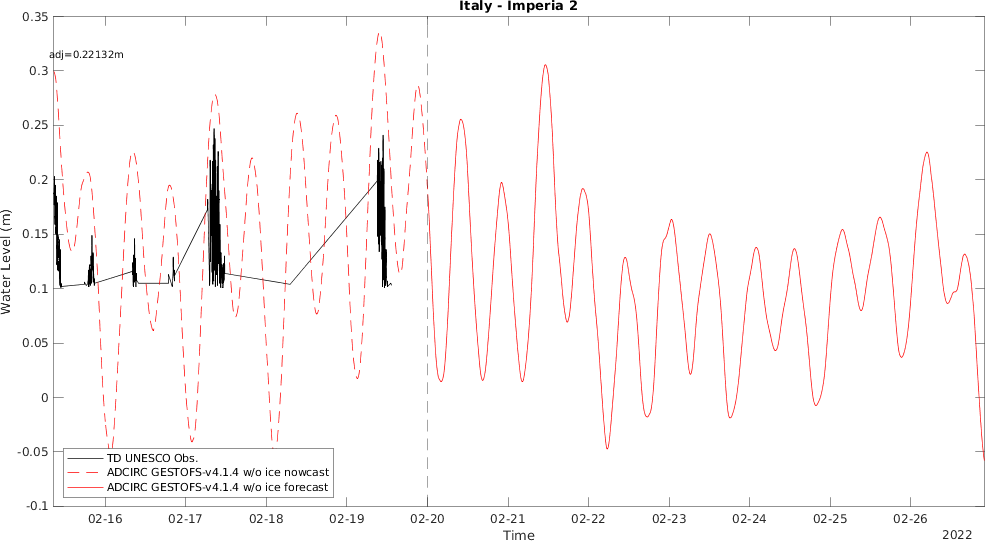 Italy - Imperia 2
adj=0.22132m
0.35
0.3
0.25
0.2
0.15
0.1
0.05
0
-0.05
-0.1
Water Level (m)
TD UNESCO Obs.
ADCIRC GESTOFS-v4.1.4 w/o ice nowcast
ADCIRC GESTOFS-v4.1.4 w/o ice forecast
02-16 02-17 02-18 02-19 02-20 02-21 02-22 02-23 02-24 02-25 02-26
Time
2022